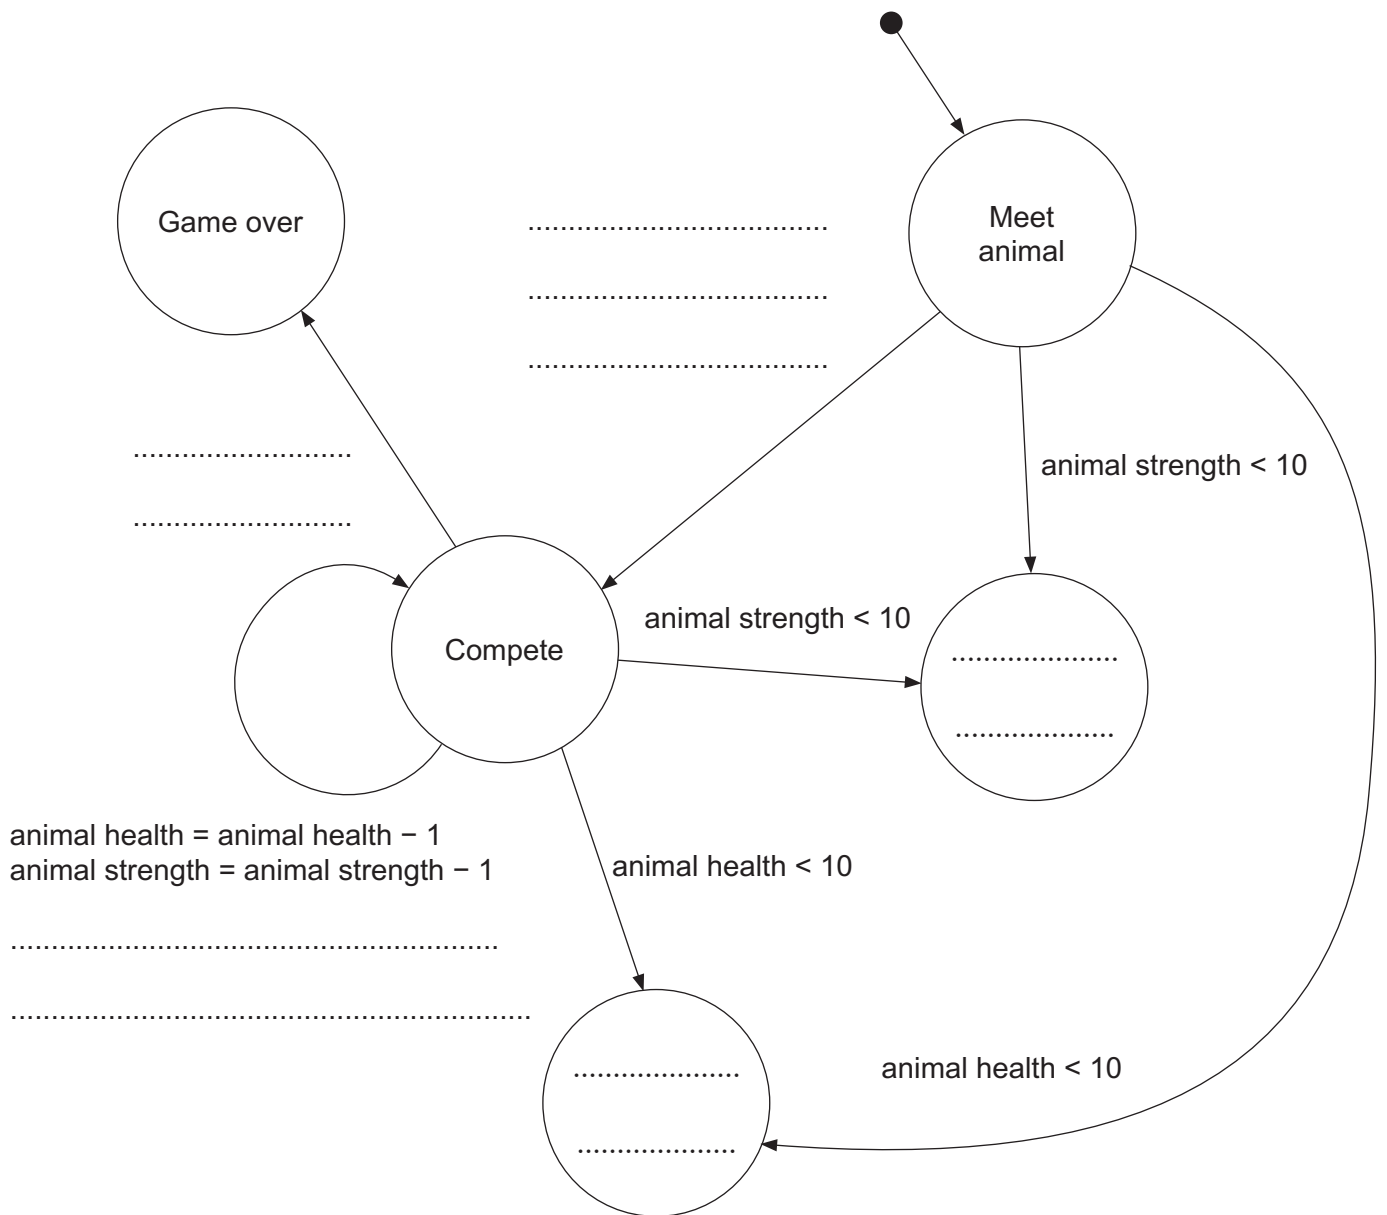 Game over
Meet
animal
animal strength < 10
animal strength < 10
Compete
animal health = animal health − 1
animal strength = animal strength − 1
animal health < 10
animal health < 10